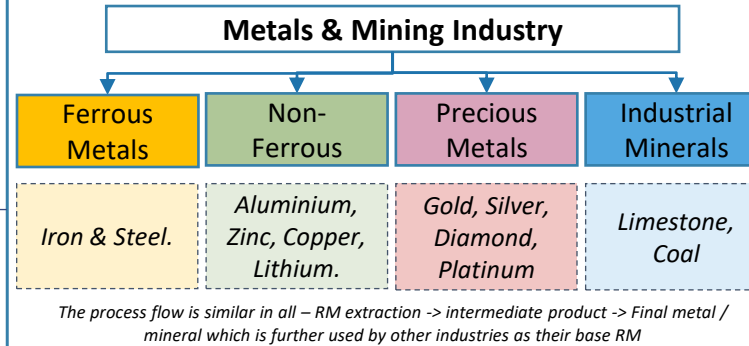 Metals & Mining Industry
Ferrous
Metals
Non-
Ferrous
Precious
Metals
Industrial
Minerals
Iron & Steel.
Aluminium,
Zinc, Copper,
Lithium.
Gold, Silver,
Diamond,
Platinum
Limestone,
Coal
The process flow is similar in all – RM extraction -> intermediate product -> Final metal /
mineral which is further used by other industries as their base RM